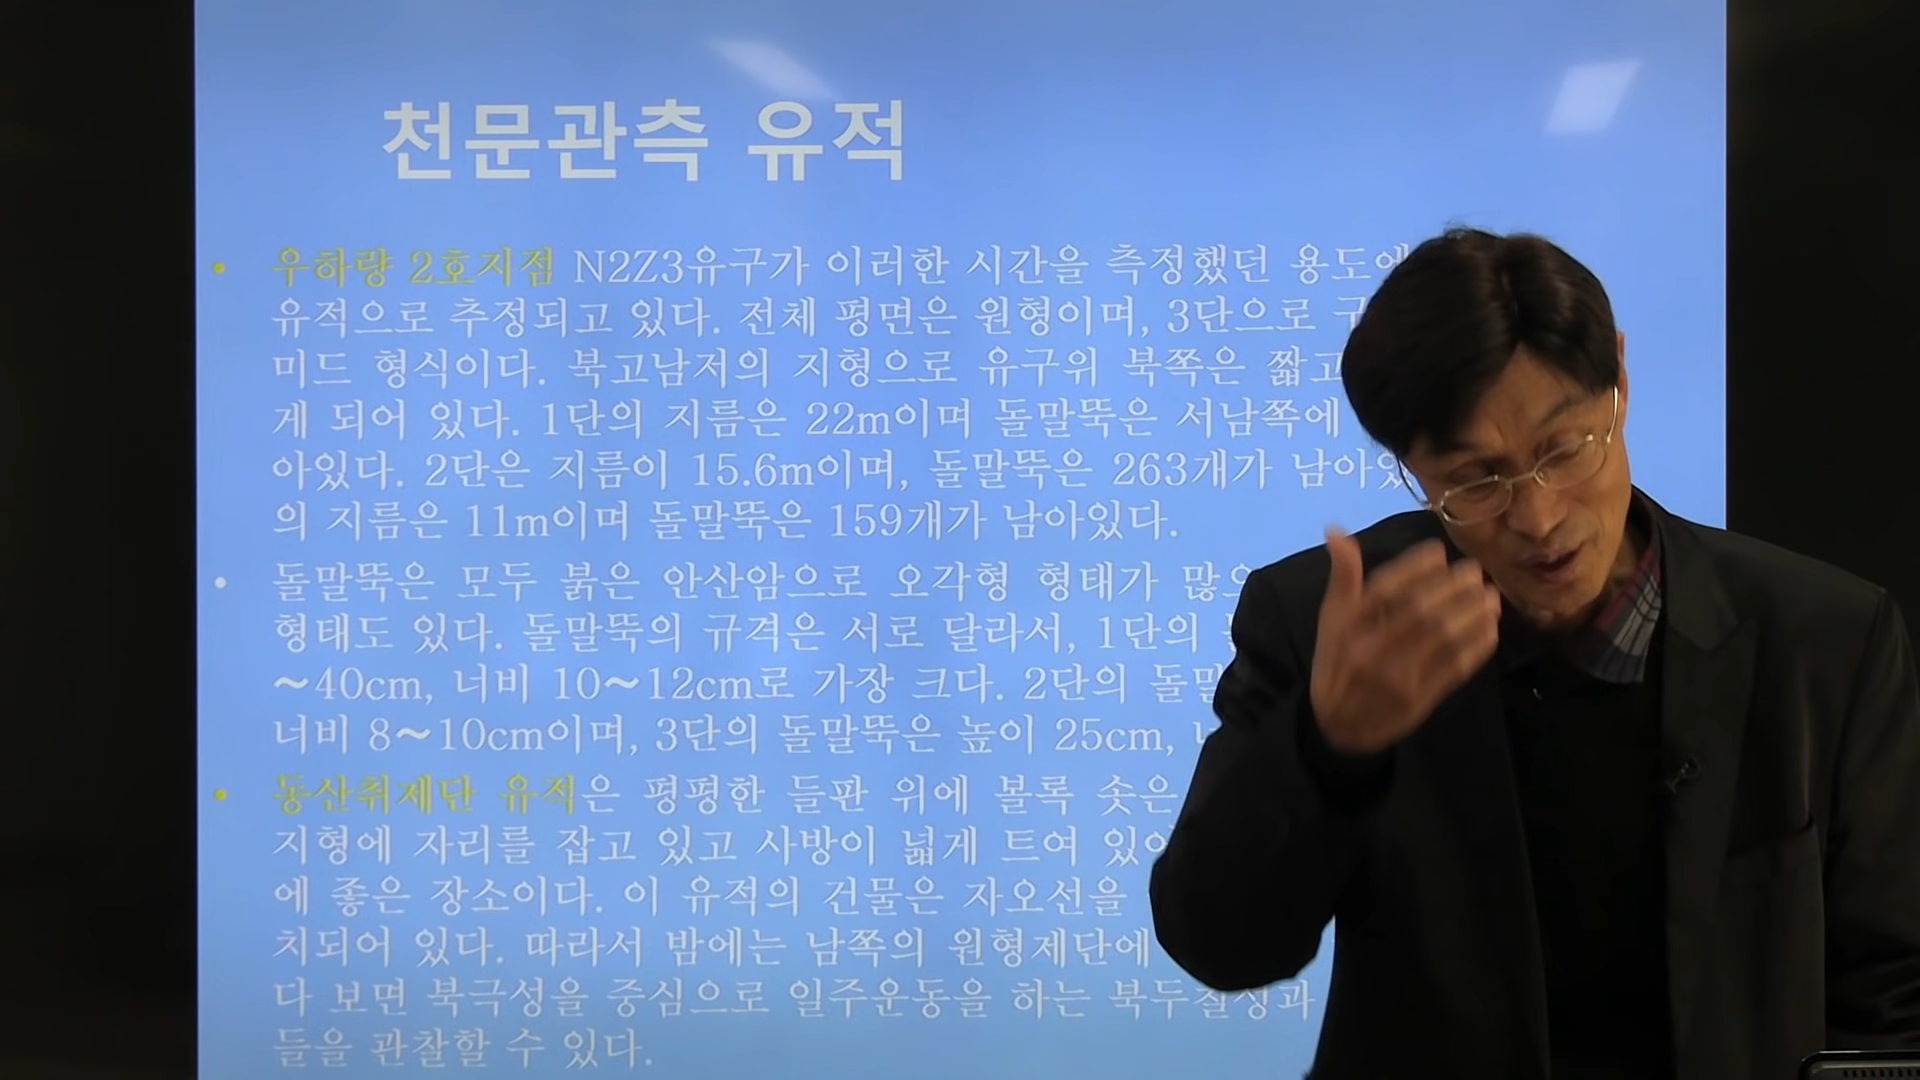 천문관측 유적
• 우하량 2호지점 N2Z3유구가 이러한 시간을 측정했던 용도에
유적으로 추정되고 있다. 전체 평면은 원형이며, 3단으로
미드 형식이다. 북고남저의 지형으로 유구위 북쪽은 짧고
게 되어 있다. 1단의 지름은 22m이며 돌말뚝은 서남쪽에
아있다. 2단은 지름이 15.6m이며, 돌말뚝은 263개가
의 지름은 11m이며 돌말뚝은 159개가 남아있다.
• 돌말뚝은 모두 붉은 안산암으로 오각형 형태가
형태도 있다. 돌말뚝의 규격은 서로 달라서, 1단의
～40cm, 너비 10～12cm로 가장 크다. 2단의
너비 8～10cm이며, 3단의 돌말뚝은 높이 25cm,
• 동산취제단 유적은 평평한 들판 위에 볼록 솟은
지형에 자리를 잡고 있고 사방이 넓게 트여
에 좋은 장소이다. 이 유적의 건물은 자오선을
치되어 있다. 따라서 밤에는 남쪽의 원형제단에
다 보면 북극성을 중심으로 일주운동을 하는 북두칠성과
들을 관찰할 수 있다.